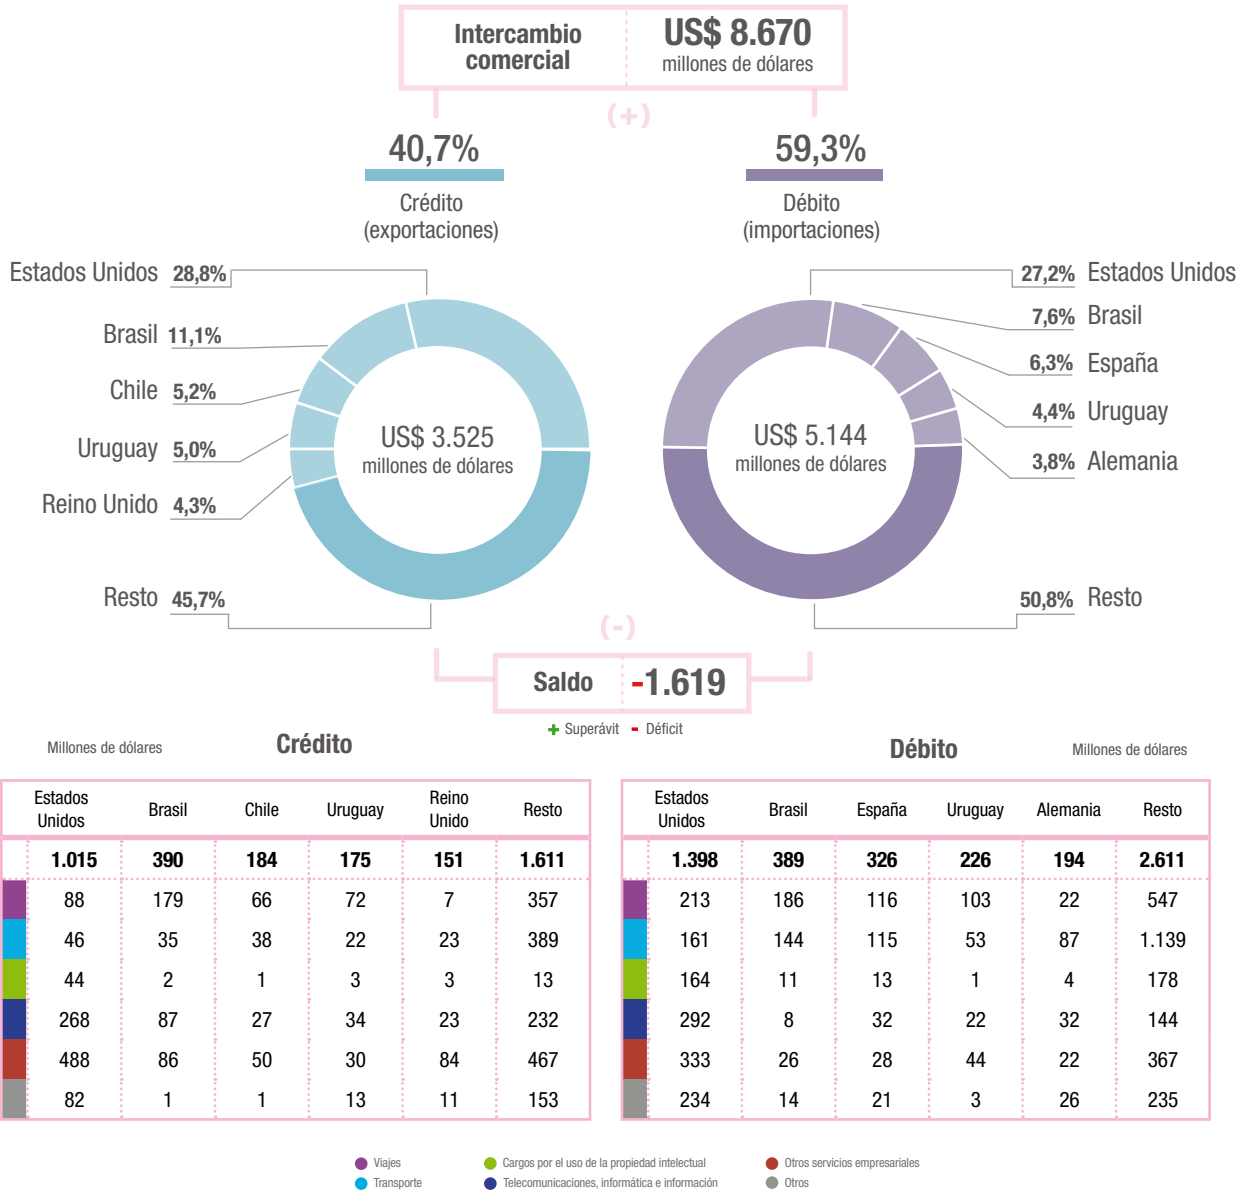 Intercambio
comercial
US$ 8.670
millones de dólares
(+)
40,7%
Crédito
(exportaciones)
59,3%
Débito
(importaciones)
Estados Unidos 28,8%
Brasil 11,1%
Chile 5,2%
Uruguay 5,0%
Reino Unido 4,3%
Resto 45,7%
US$ 3.525
millones de dólares
27,2% Estados Unidos
7,6% Brasil
6,3% España
4,4% Uruguay
3,8% Alemania
50,8% Resto
US$ 5.144
millones de dólares
(-)
Saldo -1.619
+ Superávit - Déficit
Millones de dólares Crédito
Estados Unidos Brasil Chile Uruguay Reino Unido Resto
1.015 390 184 175 151 1.611
88 179 66 72 7 357
46 35 38 22 23 389
44 2 1 3 3 13
268 87 27 34 23 232
488 86 50 30 84 467
82 1 1 13 11 153
Débito Millones de dólares
Estados Unidos Brasil España Uruguay Alemania Resto
1.398 389 326 226 194 2.611
213 186 116 103 22 547
161 144 115 53 87 1.139
164 11 13 1 4 178
292 8 32 22 32 144
333 26 28 44 22 367
234 14 21 3 26 235
Viajes
Transporte
Cargos por el uso de la propiedad intelectual
Telecomunicaciones, informática e información
Otros servicios empresariales
Otros